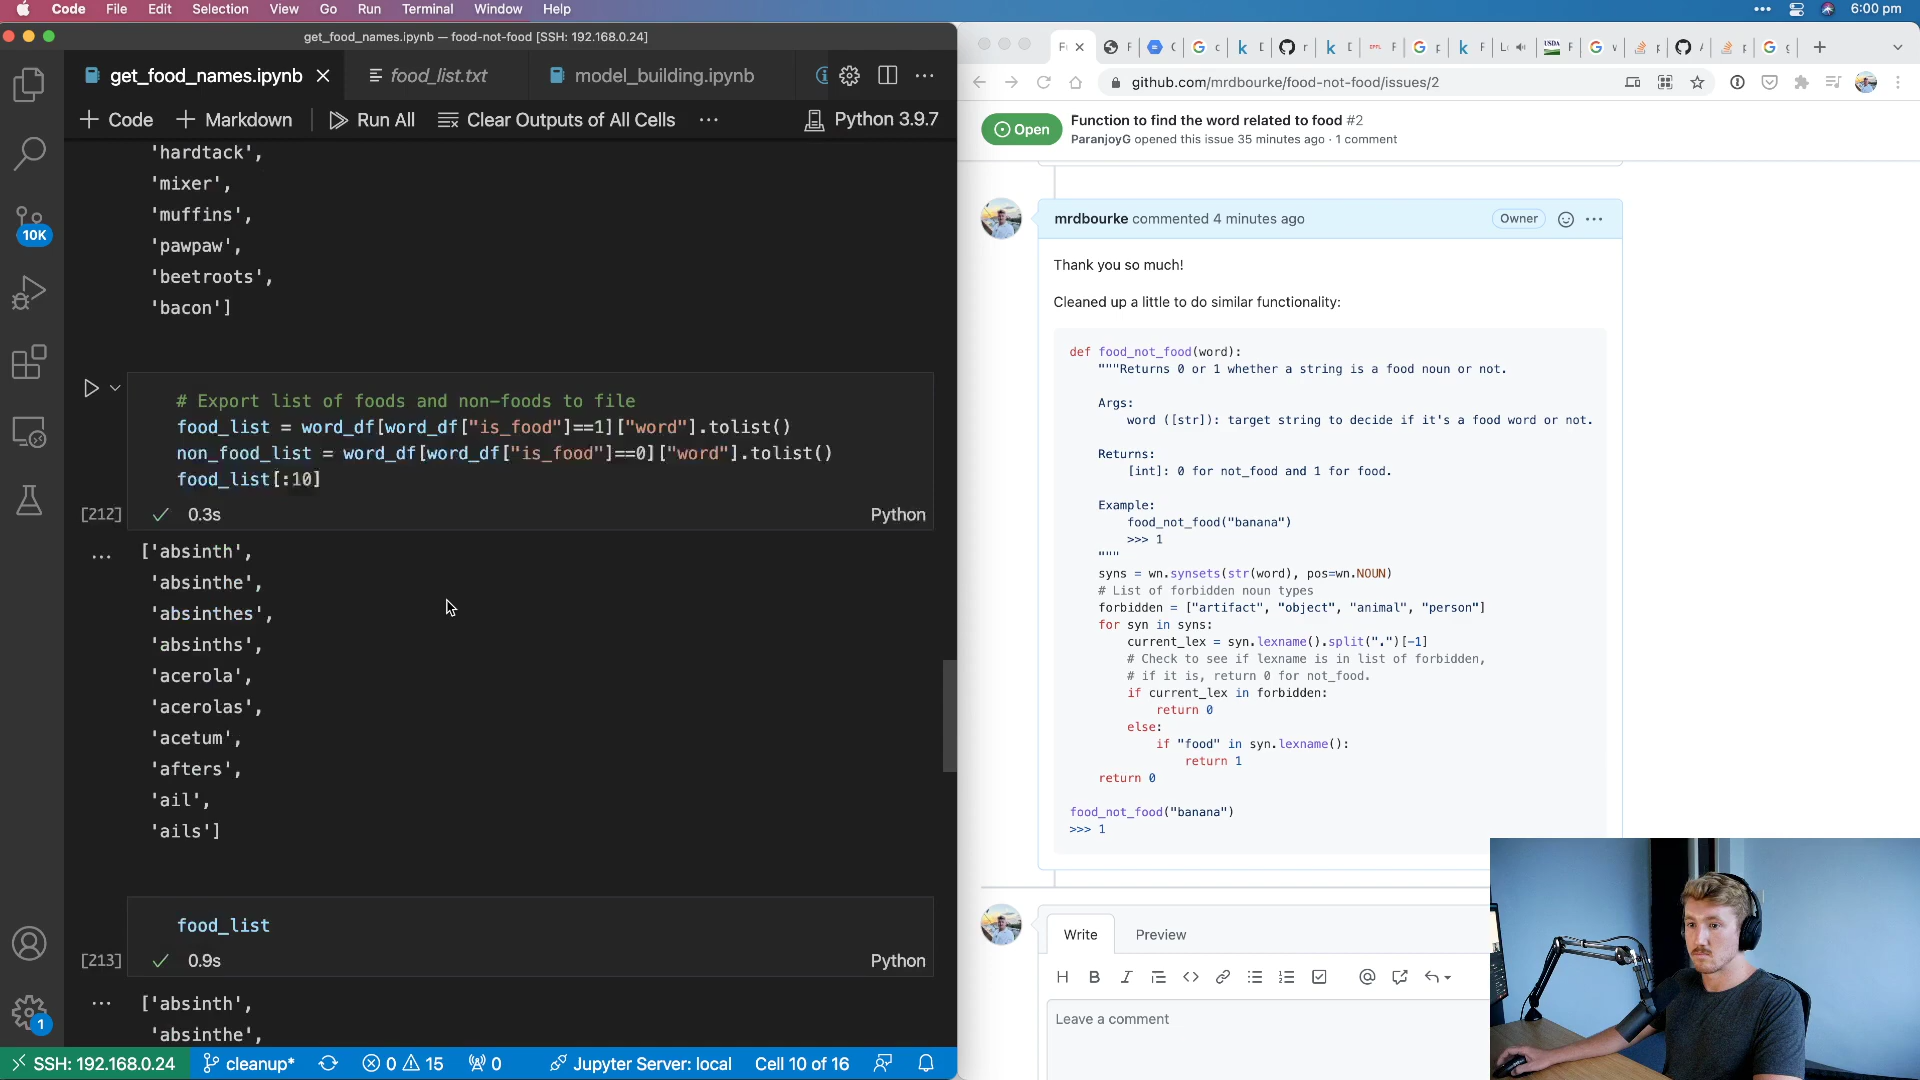 Code File Edit Selection View Go Run Terminal Window Help
6:00 pm
get_food_names.ipynb — food-not-food [SSH: 192.168.0.24]
get_food_names.ipynb
food_list.txt
model_building.ipynb
+ Code + Markdown Run All Clear Outputs of All Cells ... Python 3.9.7
10K
'hardtack',
'mixer',
'muffins',
'pawpaw',
'beetroots',
'bacon']
# Export list of foods and non-foods to file
food_list = word_df[word_df["is_food"]==1]["word"].tolist()
non_food_list = word_df[word_df["is_food"]==0]["word"].tolist()
food_list[:10]
[212] 0.3s Python
... ['absinth',
'absinthe',
'absinthes',
'absinths',
'acerola',
'acerolas',
'acetum',
'afters',
'ail',
'ails']
food_list
[213] 0.9s Python
... ['absinth',
'absinthe',
1
SSH: 192.168.0.24 cleanup* 0 15 0 Jupyter Server: local Cell 10 of 16
github.com/mrdbourke/food-not-food/issues/2
Open
Function to find the word related to food #2
ParanjoyG opened this issue 35 minutes ago · 1 comment
mrdbourke commented 4 minutes ago Owner ...
Thank you so much!
Cleaned up a little to do similar functionality:
def food_not_food(word):
"""Returns 0 or 1 whether a string is a food noun or not.
Args:
word ([str]): target string to decide if it's a food word or not.
Returns:
[int]: 0 for not_food and 1 for food.
Example:
food_not_food("banana")
>>> 1
"""
syns = wn.synsets(str(word), pos=wn.NOUN)
# List of forbidden noun types
forbidden = ["artifact", "object", "animal", "person"]
for syn in syns:
current_lex = syn.lexname().split(".")[-1]
# Check to see if lexname is in list of forbidden,
# if it is, return 0 for not_food.
if current_lex in forbidden:
return 0
else:
if "food" in syn.lexname():
return 1
return 0
food_not_food("banana")
>>> 1
Write Preview
Leave a comment